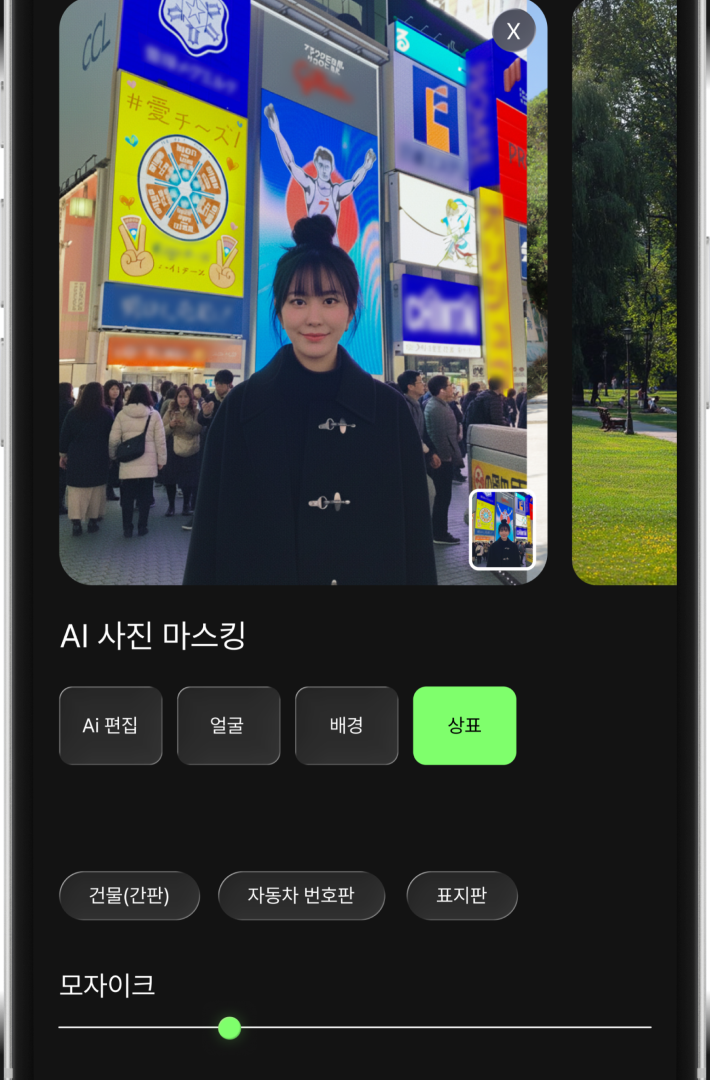 X
CCL
#愛チ〜ズ!
る
AI 사진 마스킹
Ai 편집
얼굴
배경
상표
건물(간판)
자동차 번호판
표지판
모자이크